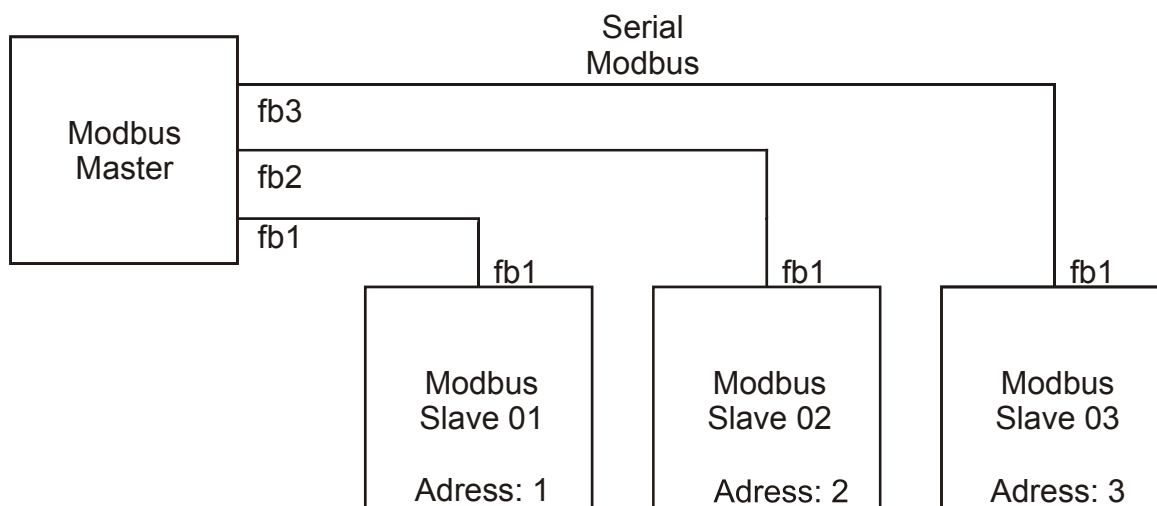 Serial
Modbus
Modbus
Master
fb3
fb2
fb1
fb1
fb1
fb1
Modbus
Slave 01
Adress: 1
Modbus
Slave 02
Adress: 2
Modbus
Slave 03
Adress: 3